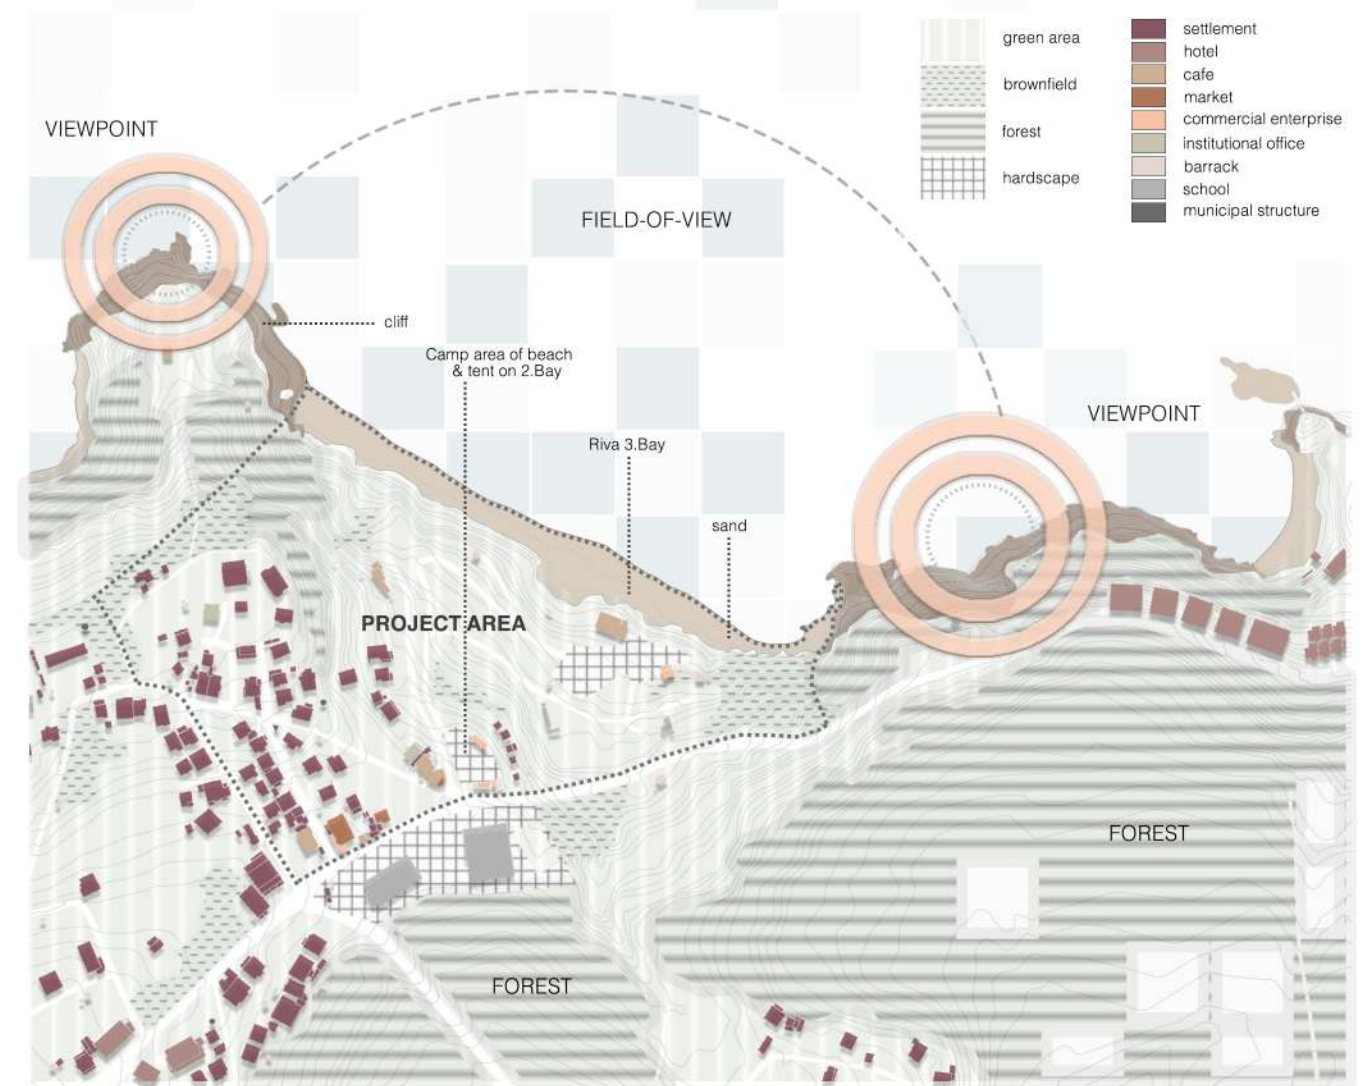 green area
brownfield
forest
hardscape
settlement
hotel
cafe
market
commercial enterprise
institutional office
barrack
school
municipal structure
VIEWPOINT
FIELD-OF-VIEW
cliff
Camp area of beach
& tent on 2.Bay
VIEWPOINT
Riva 3.Bay
sand
PROJECT AREA
FOREST
FOREST